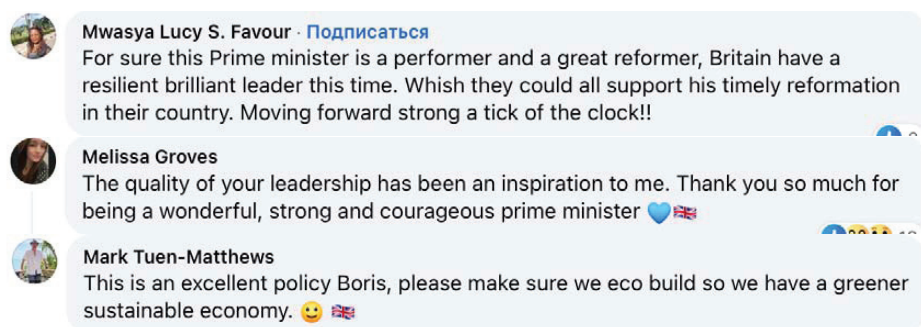 Mwasya Lucy S. Favour · Подписаться
For sure this Prime minister is a performer and a great reformer, Britain have a
resilient brilliant leader this time. Whish they could all support his timely reformation
in their country. Moving forward strong a tick of the clock!!
Melissa Groves
The quality of your leadership has been an inspiration to me. Thank you so much for
being a wonderful, strong and courageous prime minister 💙🇬🇧
Mark Tuen-Matthews
This is an excellent policy Boris, please make sure we eco build so we have a greener
sustainable economy. 🙂 🇬🇧